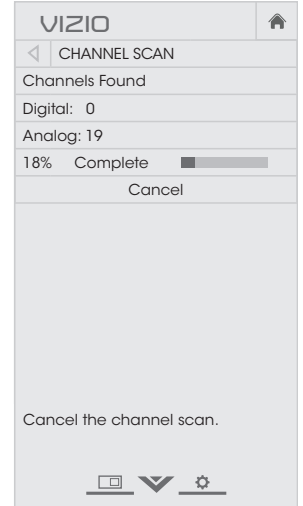 VIZIO
CHANNEL SCAN
Channels Found
Digital: 0
Analog: 19
18% Complete
Cancel
Cancel the channel scan.